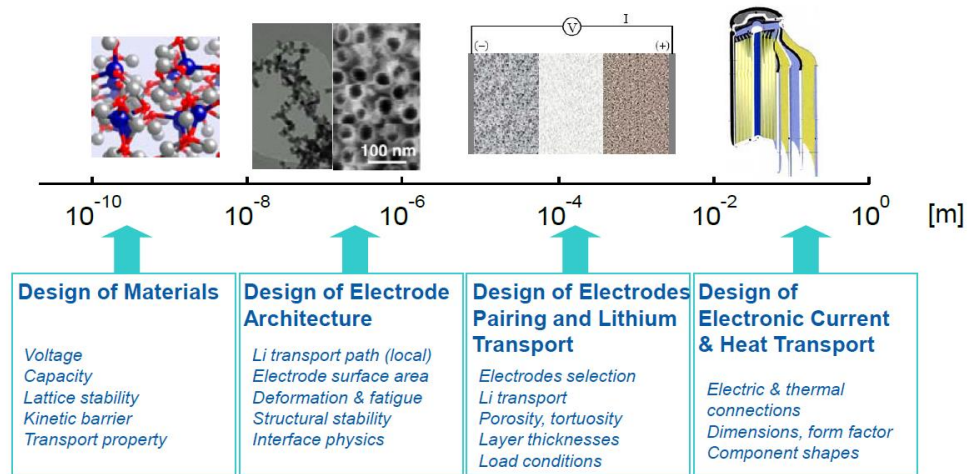 V
I
(-)
(+)
100 nm
10⁻¹⁰
10⁻⁸
10⁻⁶
10⁻⁴
10⁻²
10⁰
[m]
Design of Materials
Voltage
Capacity
Lattice stability
Kinetic barrier
Transport property
Design of Electrode
Architecture
Li transport path (local)
Electrode surface area
Deformation & fatigue
Structural stability
Interface physics
Design of Electrodes
Pairing and Lithium
Transport
Electrodes selection
Li transport
Porosity, tortuosity
Layer thicknesses
Load conditions
Design of
Electronic Current
& Heat Transport
Electric & thermal
connections
Dimensions, form factor
Component shapes